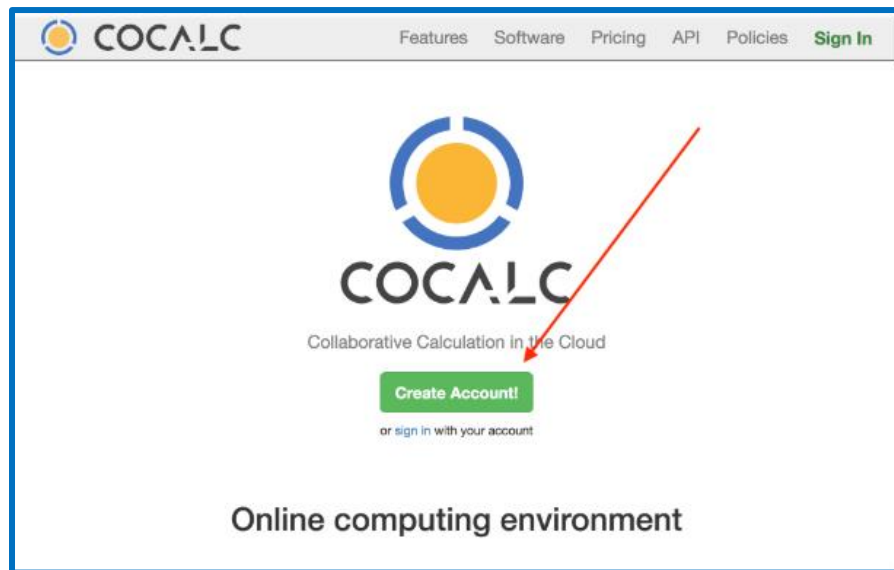 COCALC Features Software Pricing API Policies Sign In
COCALC
Collaborative Calculation in the Cloud
Create Account!
or sign in with your account
Online computing environment